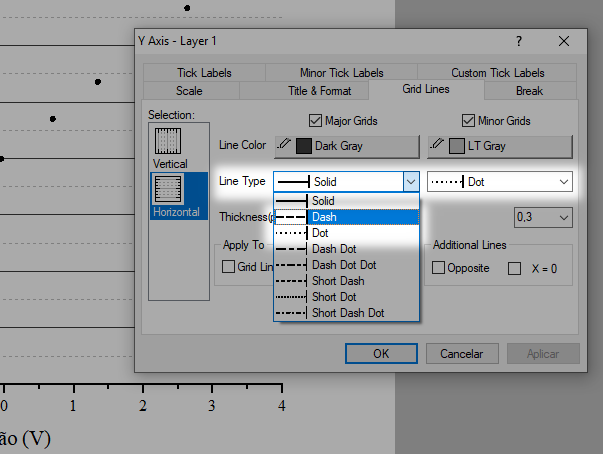 Y Axis - Layer 1
?
Tick Labels
Minor Tick Labels
Custom Tick Labels
Scale
Title & Format
Grid Lines
Break
Selection:
Vertical
Horizontal
Major Grids
Minor Grids
Line Color
Dark Gray
LT Gray
Line Type
Solid
Dot
Solid
Dash
Dot
Dash Dot
Dash Dot Dot
Short Dash
Short Dot
Short Dash Dot
Thickness(
0,3
Apply To
Grid Lin
Additional Lines
Opposite
X = 0
OK
Cancelar
Aplicar
0 1 2 3 4
ão (V)